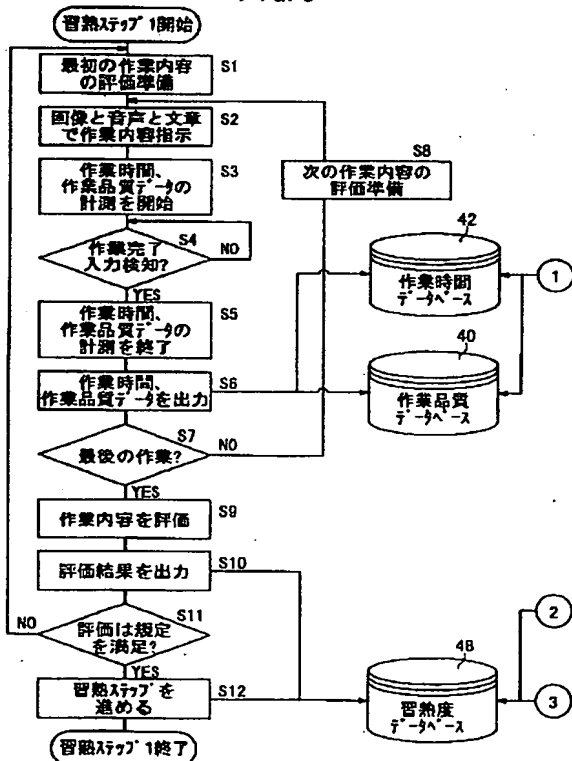 習熟ステップ1開始
最初の作業内容
の評価準備
S1
画像と音声と文章
で作業内容指示
S2
作業時間、
作業品質データの
計測を開始
S3
S8
次の作業内容の
評価準備
作業完了
入力検知?
S4
NO
YES
作業時間、
作業品質データの
計測を終了
S5
作業時間、
作業品質データを出力
S6
42
作業時間
データベース
1
40
作業品質
データベース
最後の作業?
S7
NO
YES
作業内容を評価
S9
評価結果を出力
S10
評価は規定
を満足?
S11
NO
YES
習熟ステップを
進める
S12
48
習熟度
データベース
2
3
習熟ステップ1終了